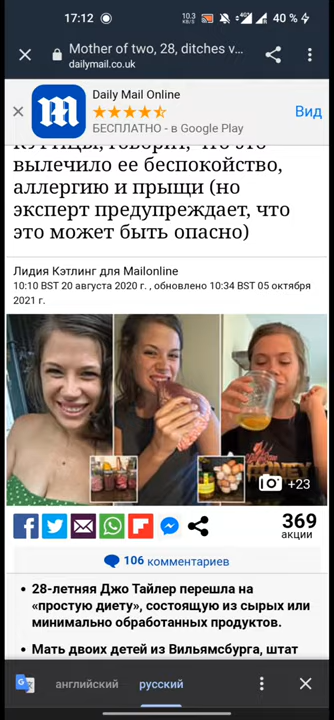 17:12
10.3
КБ/S
40 %
Mother of two, 28, ditches v...
dailymail.co.uk
Daily Mail Online
БЕСПЛАТНО - в Google Play
Вид
вылечило ее беспокойство,
аллергию и прыщи (но
эксперт предупреждает, что
это может быть опасно)
Лидия Кэтлинг для Mailonline
10:10 BST 20 августа 2020 г. , обновлено 10:34 BST 05 октября
2021 г.
+23
369
акции
106 комментариев
• 28-летняя Джо Тайлер перешла на
«простую диету», состоящую из сырых или
минимально обработанных продуктов.
• Мать двоих детей из Вильямсбурга, штат
английский
русский